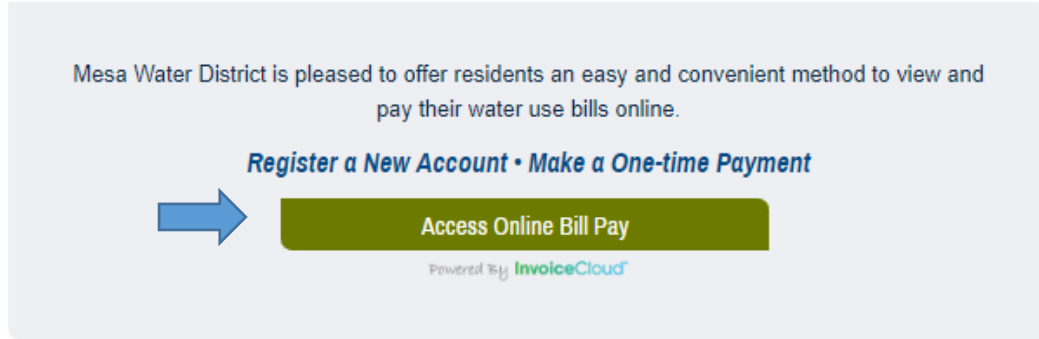 Mesa Water District is pleased to offer residents an easy and convenient method to view and
pay their water use bills online.
Register a New Account • Make a One-time Payment
Access Online Bill Pay
Powered By InvoiceCloud